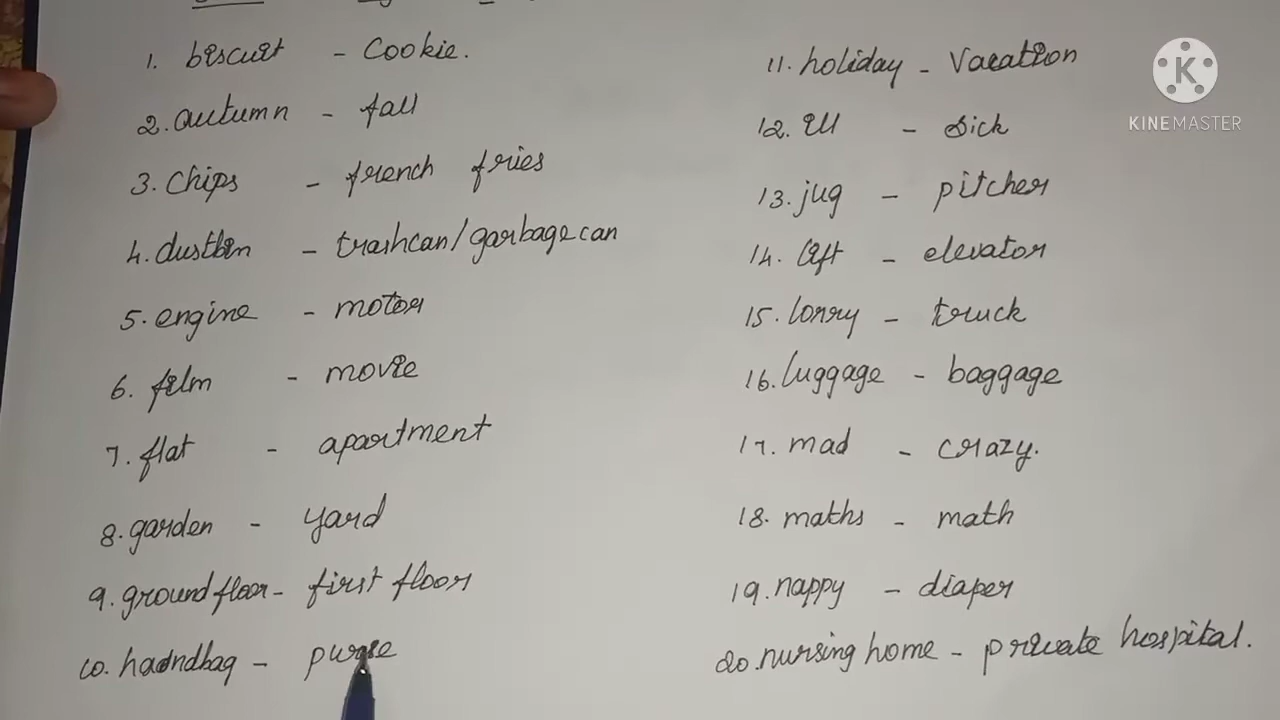 1. biscuit - Cookie.
2. autumn - fall
3. Chips - french fries
4. dustbin - trashcan/garbage can
5. engine - motor
6. film - movie
7. flat - apartment
8. garden - yard
9. ground floor - first floor
10. handbag - purse
11. holiday - Vacation
12. ill - sick
13. jug - pitcher
14. lift - elevator
15. lorry - truck
16. luggage - baggage
17. mad - crazy.
18. maths - math
19. nappy - diaper
20. nursing home - private hospital.
K
KINEMASTER